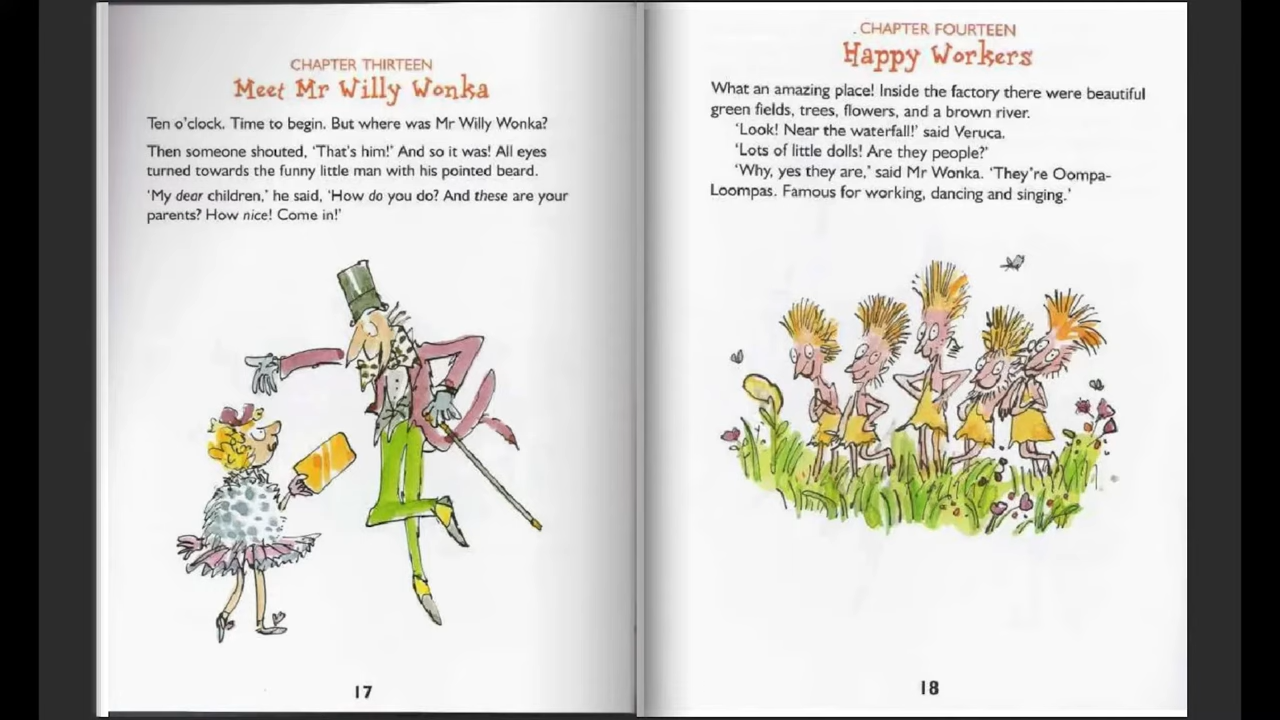 CHAPTER THIRTEEN
Meet Mr Willy Wonka
Ten o'clock. Time to begin. But where was Mr Willy Wonka?
Then someone shouted, 'That's him!' And so it was! All eyes
turned towards the funny little man with his pointed beard.
'My dear children,' he said, 'How do you do? And these are your
parents? How nice! Come in!'
17
CHAPTER FOURTEEN
Happy Workers
What an amazing place! Inside the factory there were beautiful
green fields, trees, flowers, and a brown river.
'Look! Near the waterfall!' said Veruca.
'Lots of little dolls! Are they people?'
'Why, yes they are,' said Mr Wonka. 'They're Oompa-
Loompas. Famous for working, dancing and singing.'
18